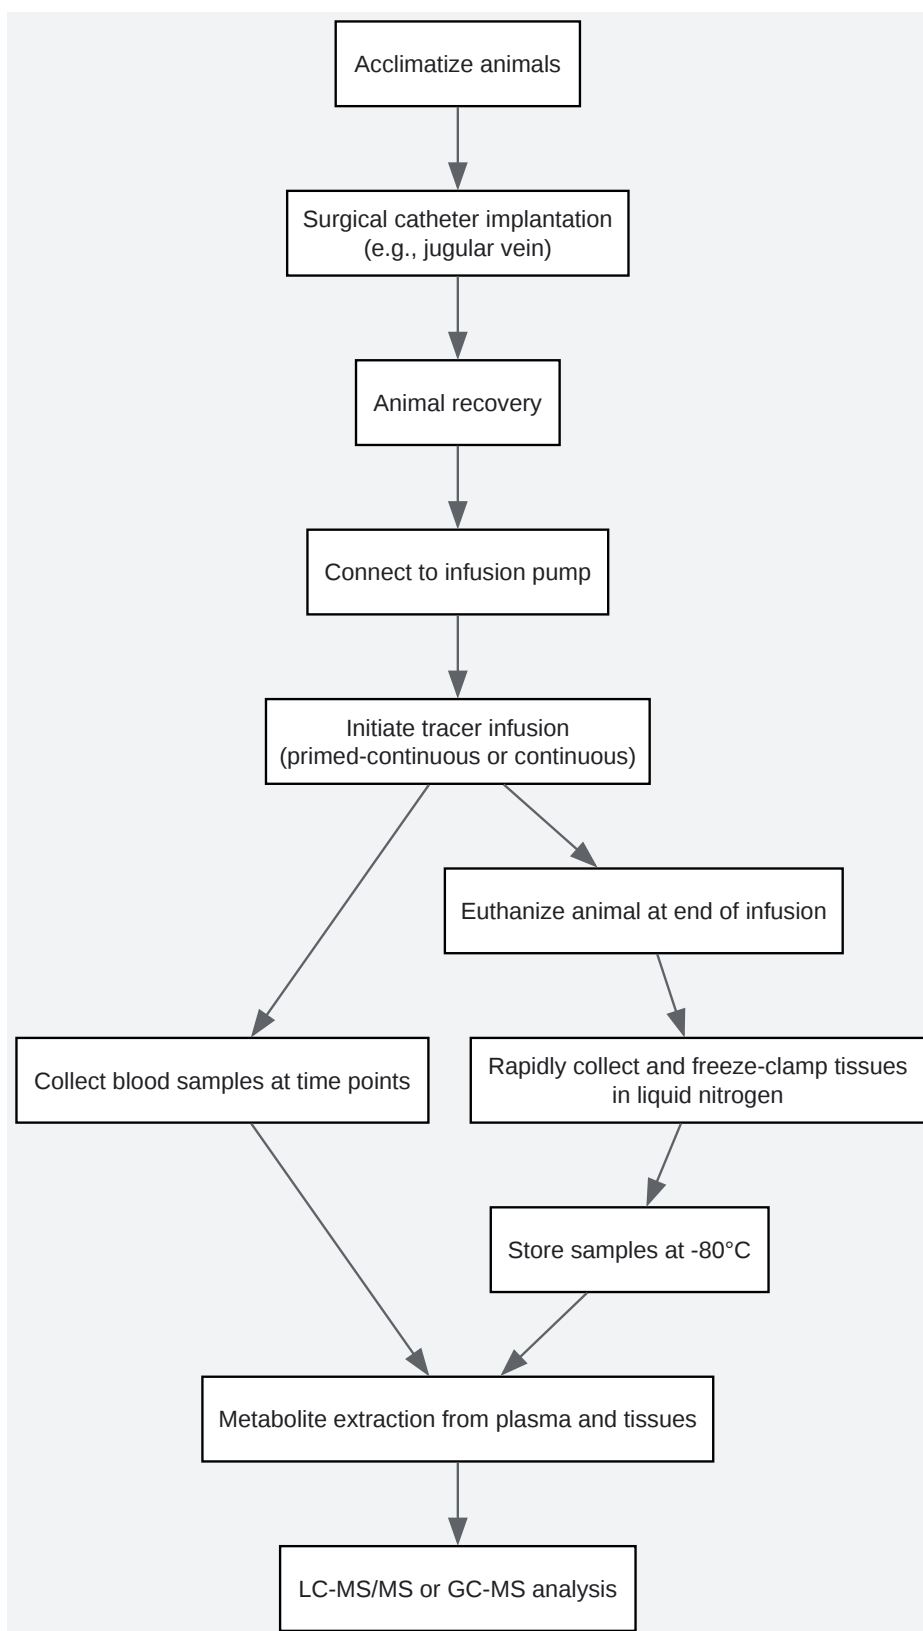 Acclimatize animals
Surgical catheter implantation
(e.g., jugular vein)
Animal recovery
Connect to infusion pump
Initiate tracer infusion
(primed-continuous or continuous)
Euthanize animal at end of infusion
Collect blood samples at time points
Rapidly collect and freeze-clamp tissues
in liquid nitrogen
Store samples at -80°C
Metabolite extraction from plasma and tissues
LC-MS/MS or GC-MS analysis